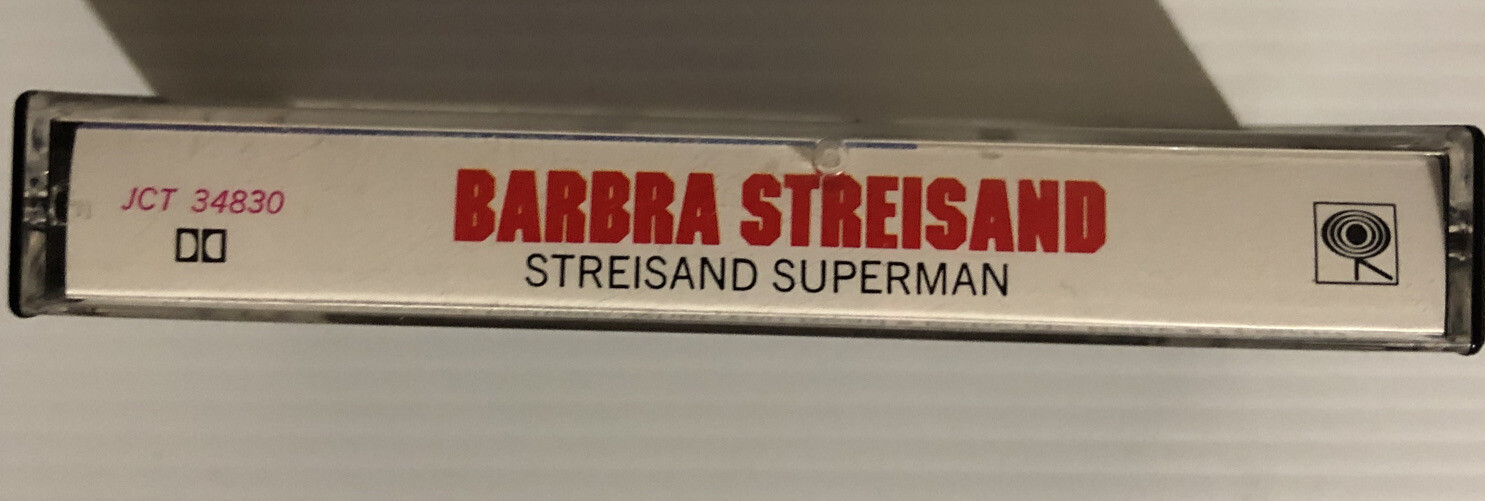 JCT 34830
BARBRA STREISAND
STREISAND SUPERMAN